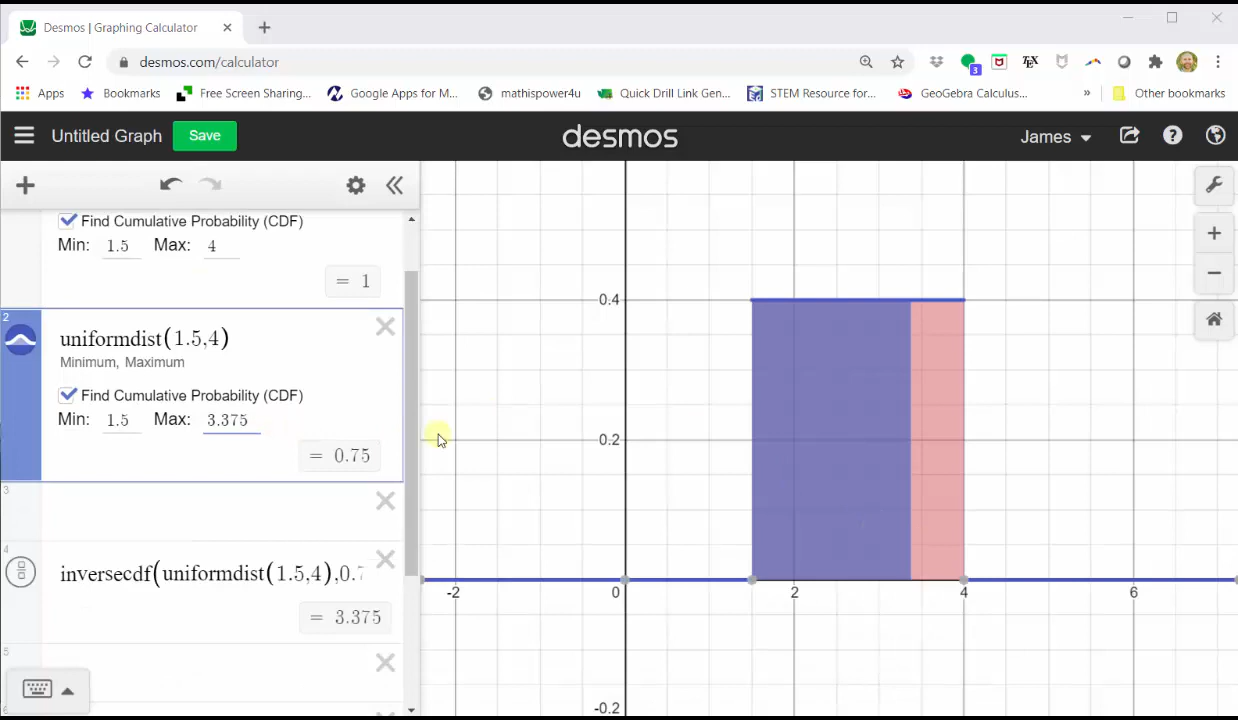 Desmos | Graphing Calculator
desmos.com/calculator
3
TEX
Apps Bookmarks Free Screen Sharing... Google Apps for M... mathispower4u Quick Drill Link Gen... STEM Resource for... GeoGebra Calculus... » Other bookmarks
Untitled Graph Save desmos James
Find Cumulative Probability (CDF)
Min: 1.5 Max: 4
= 1
2
uniformdist(1.5,4)
Minimum, Maximum
Find Cumulative Probability (CDF)
Min: 1.5 Max: 3.375
= 0.75
3
4
inversecdf(uniformdist(1.5,4),0.7
= 3.375
5
0.4
0.2
-2 0 2 4 6
-0.2